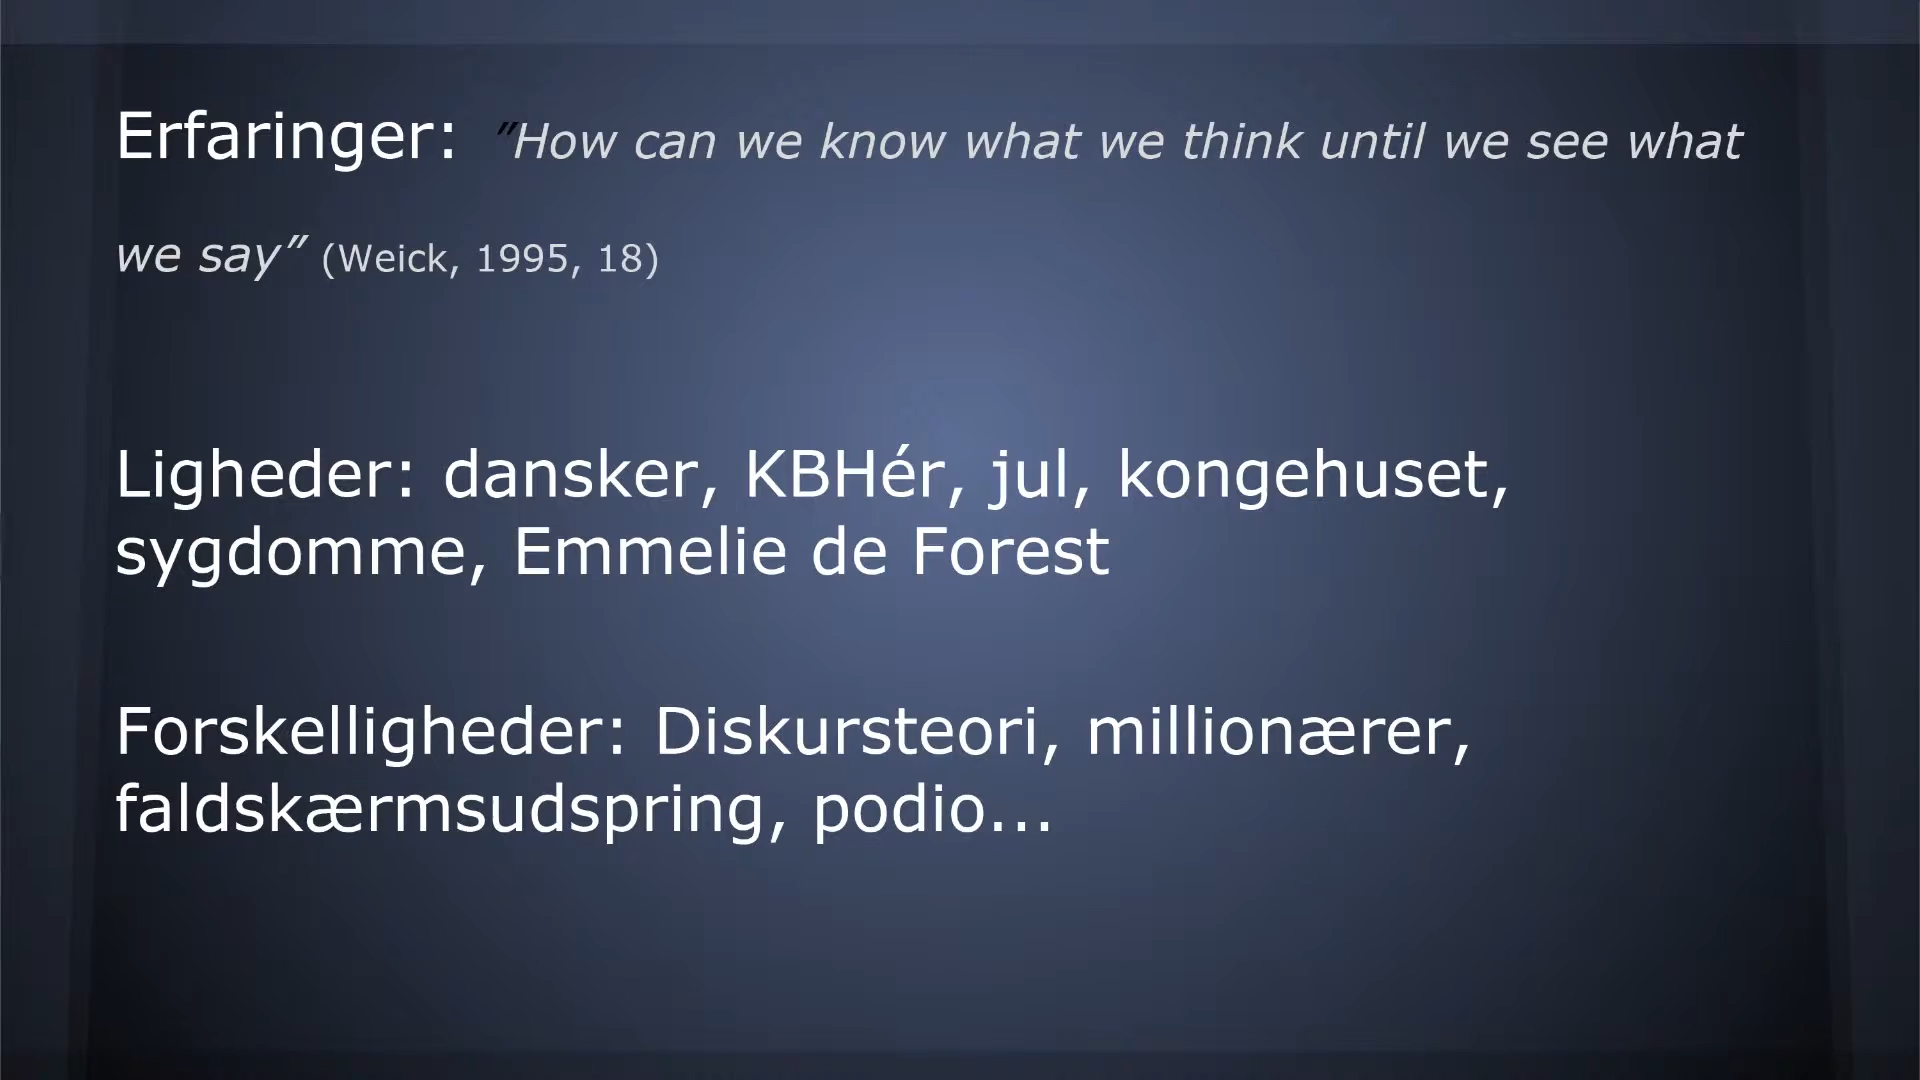 Erfaringer: ”How can we know what we think until we see what
we say” (Weick, 1995, 18)
Ligheder: dansker, KBHér, jul, kongehuset,
sygdomme, Emmelie de Forest
Forskelligheder: Diskursteori, millionærer,
faldskærmsudspring, podio...